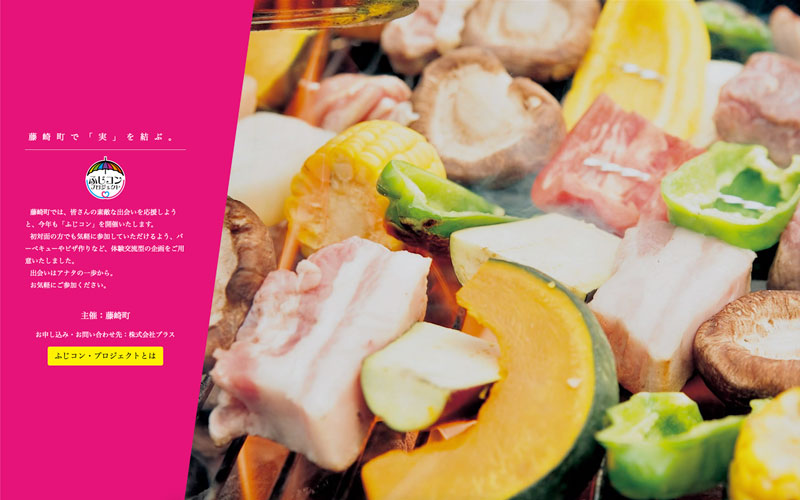 藤崎町で「実」を結ぶ。
ふじコン
プロジェクト
藤崎町では、皆さんの素敵な出会いを応援しよう
と、今年も「ふじコン」を開催いたします。
初対面の方でも気軽に参加していただけるよう、バ
ーベキューやピザ作りなど、体験交流型の企画をご用
意いたしました。
出会いはアナタの一歩から。
お気軽にご参加ください。
主催：藤崎町
お申し込み・お問い合わせ先：株式会社プラス
ふじコン・プロジェクトとは